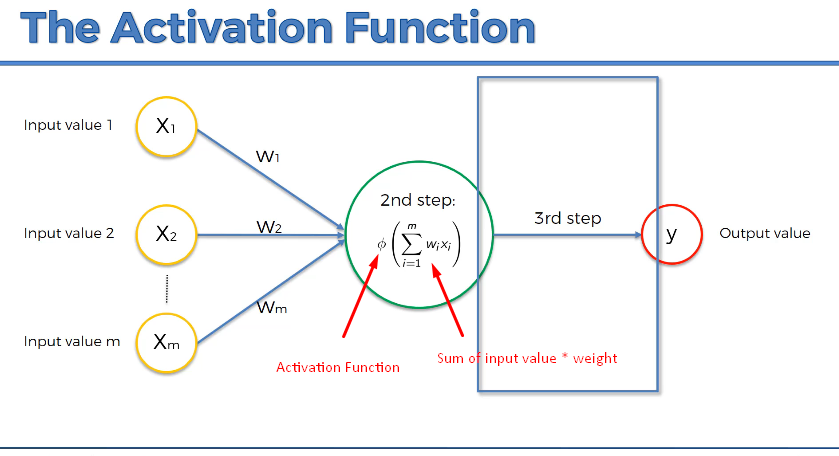 The Activation Function
Input value 1
X1
W1
Input value 2
X2
W2
2nd step:
ϕ(∑ᵢ₌₁ᵐ wᵢxᵢ)
3rd step
y
Output value
Wm
Input value m
Xm
Activation Function
Sum of input value * weight